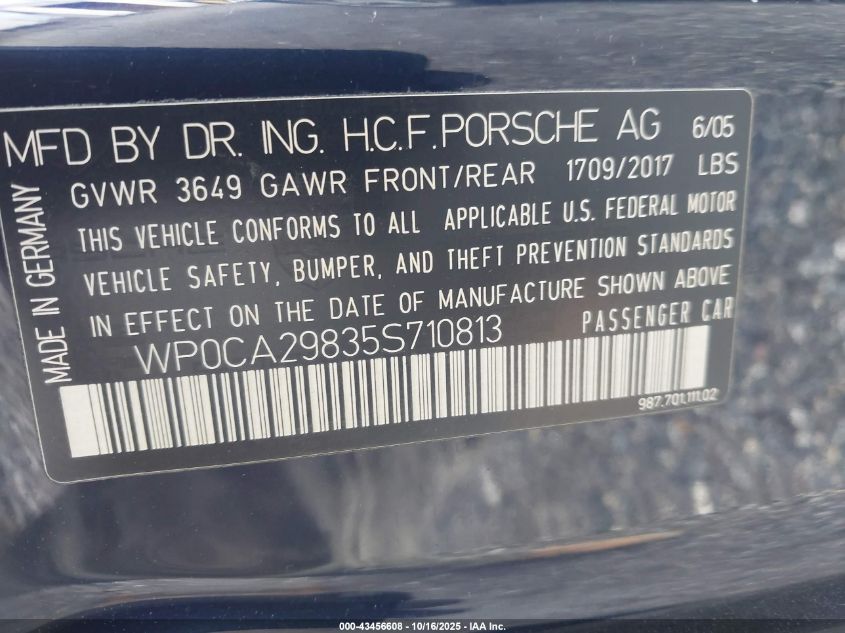 MFD BY DR. ING. H.C.F.PORSCHE AG 6/05
GVWR 3649 GAWR FRONT/REAR 1709/2017 LBS
THIS VEHICLE CONFORMS TO ALL APPLICABLE U.S. FEDERAL MOTOR
VEHICLE SAFETY, BUMPER, AND THEFT PREVENTION STANDARDS
IN EFFECT ON THE DATE OF MANUFACTURE SHOWN ABOVE
WP0CA29835S710813 PASSENGER CAR
987.701.111.02
MADE IN GERMANY
000-43456608 - 10/16/2025 - IAA Inc.